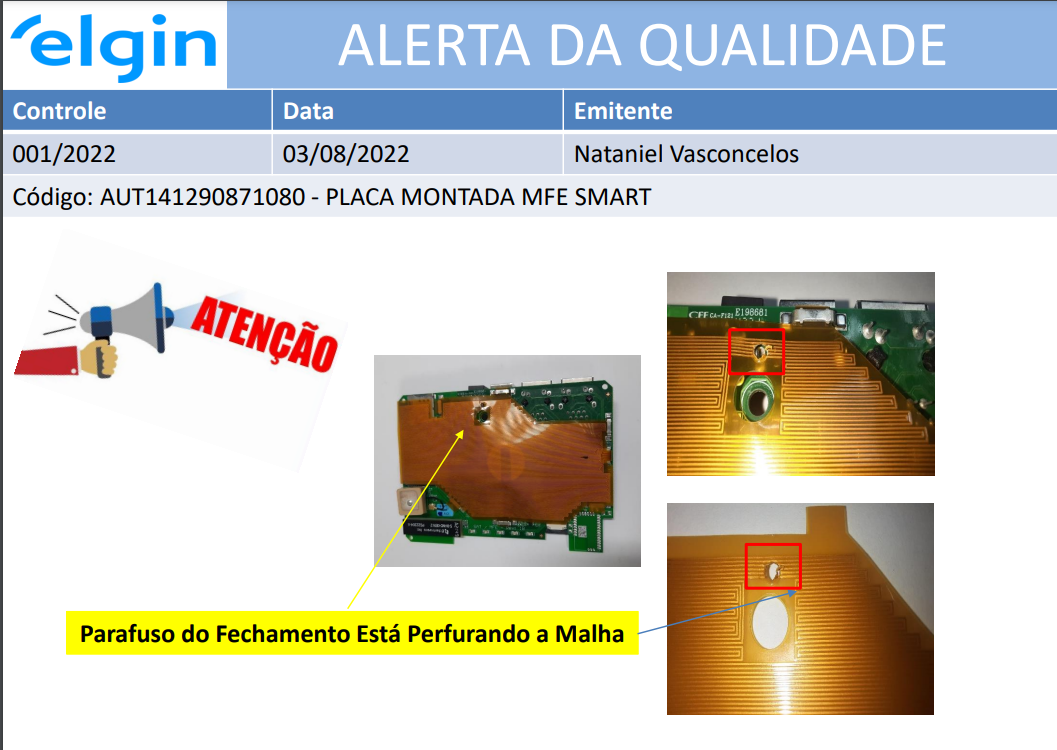 elgin
ALERTA DA QUALIDADE
Controle Data Emitente
001/2022 03/08/2022 Nataniel Vasconcelos
Código: AUT141290871080 - PLACA MONTADA MFE SMART
ATENÇÃO
E198681
Parafuso do Fechamento Está Perfurando a Malha